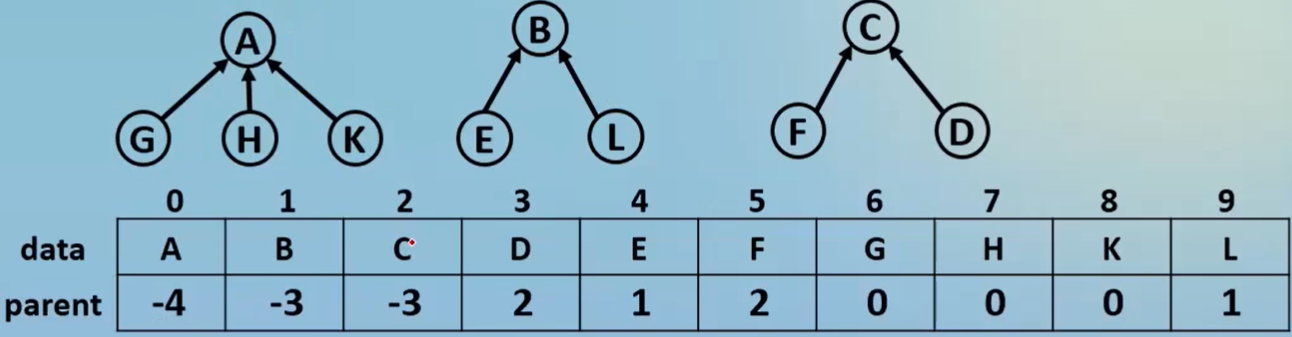 A B C
G H K E L F D
0 1 2 3 4 5 6 7 8 9
data A B C D E F G H K L
parent -4 -3 -3 2 1 2 0 0 0 1